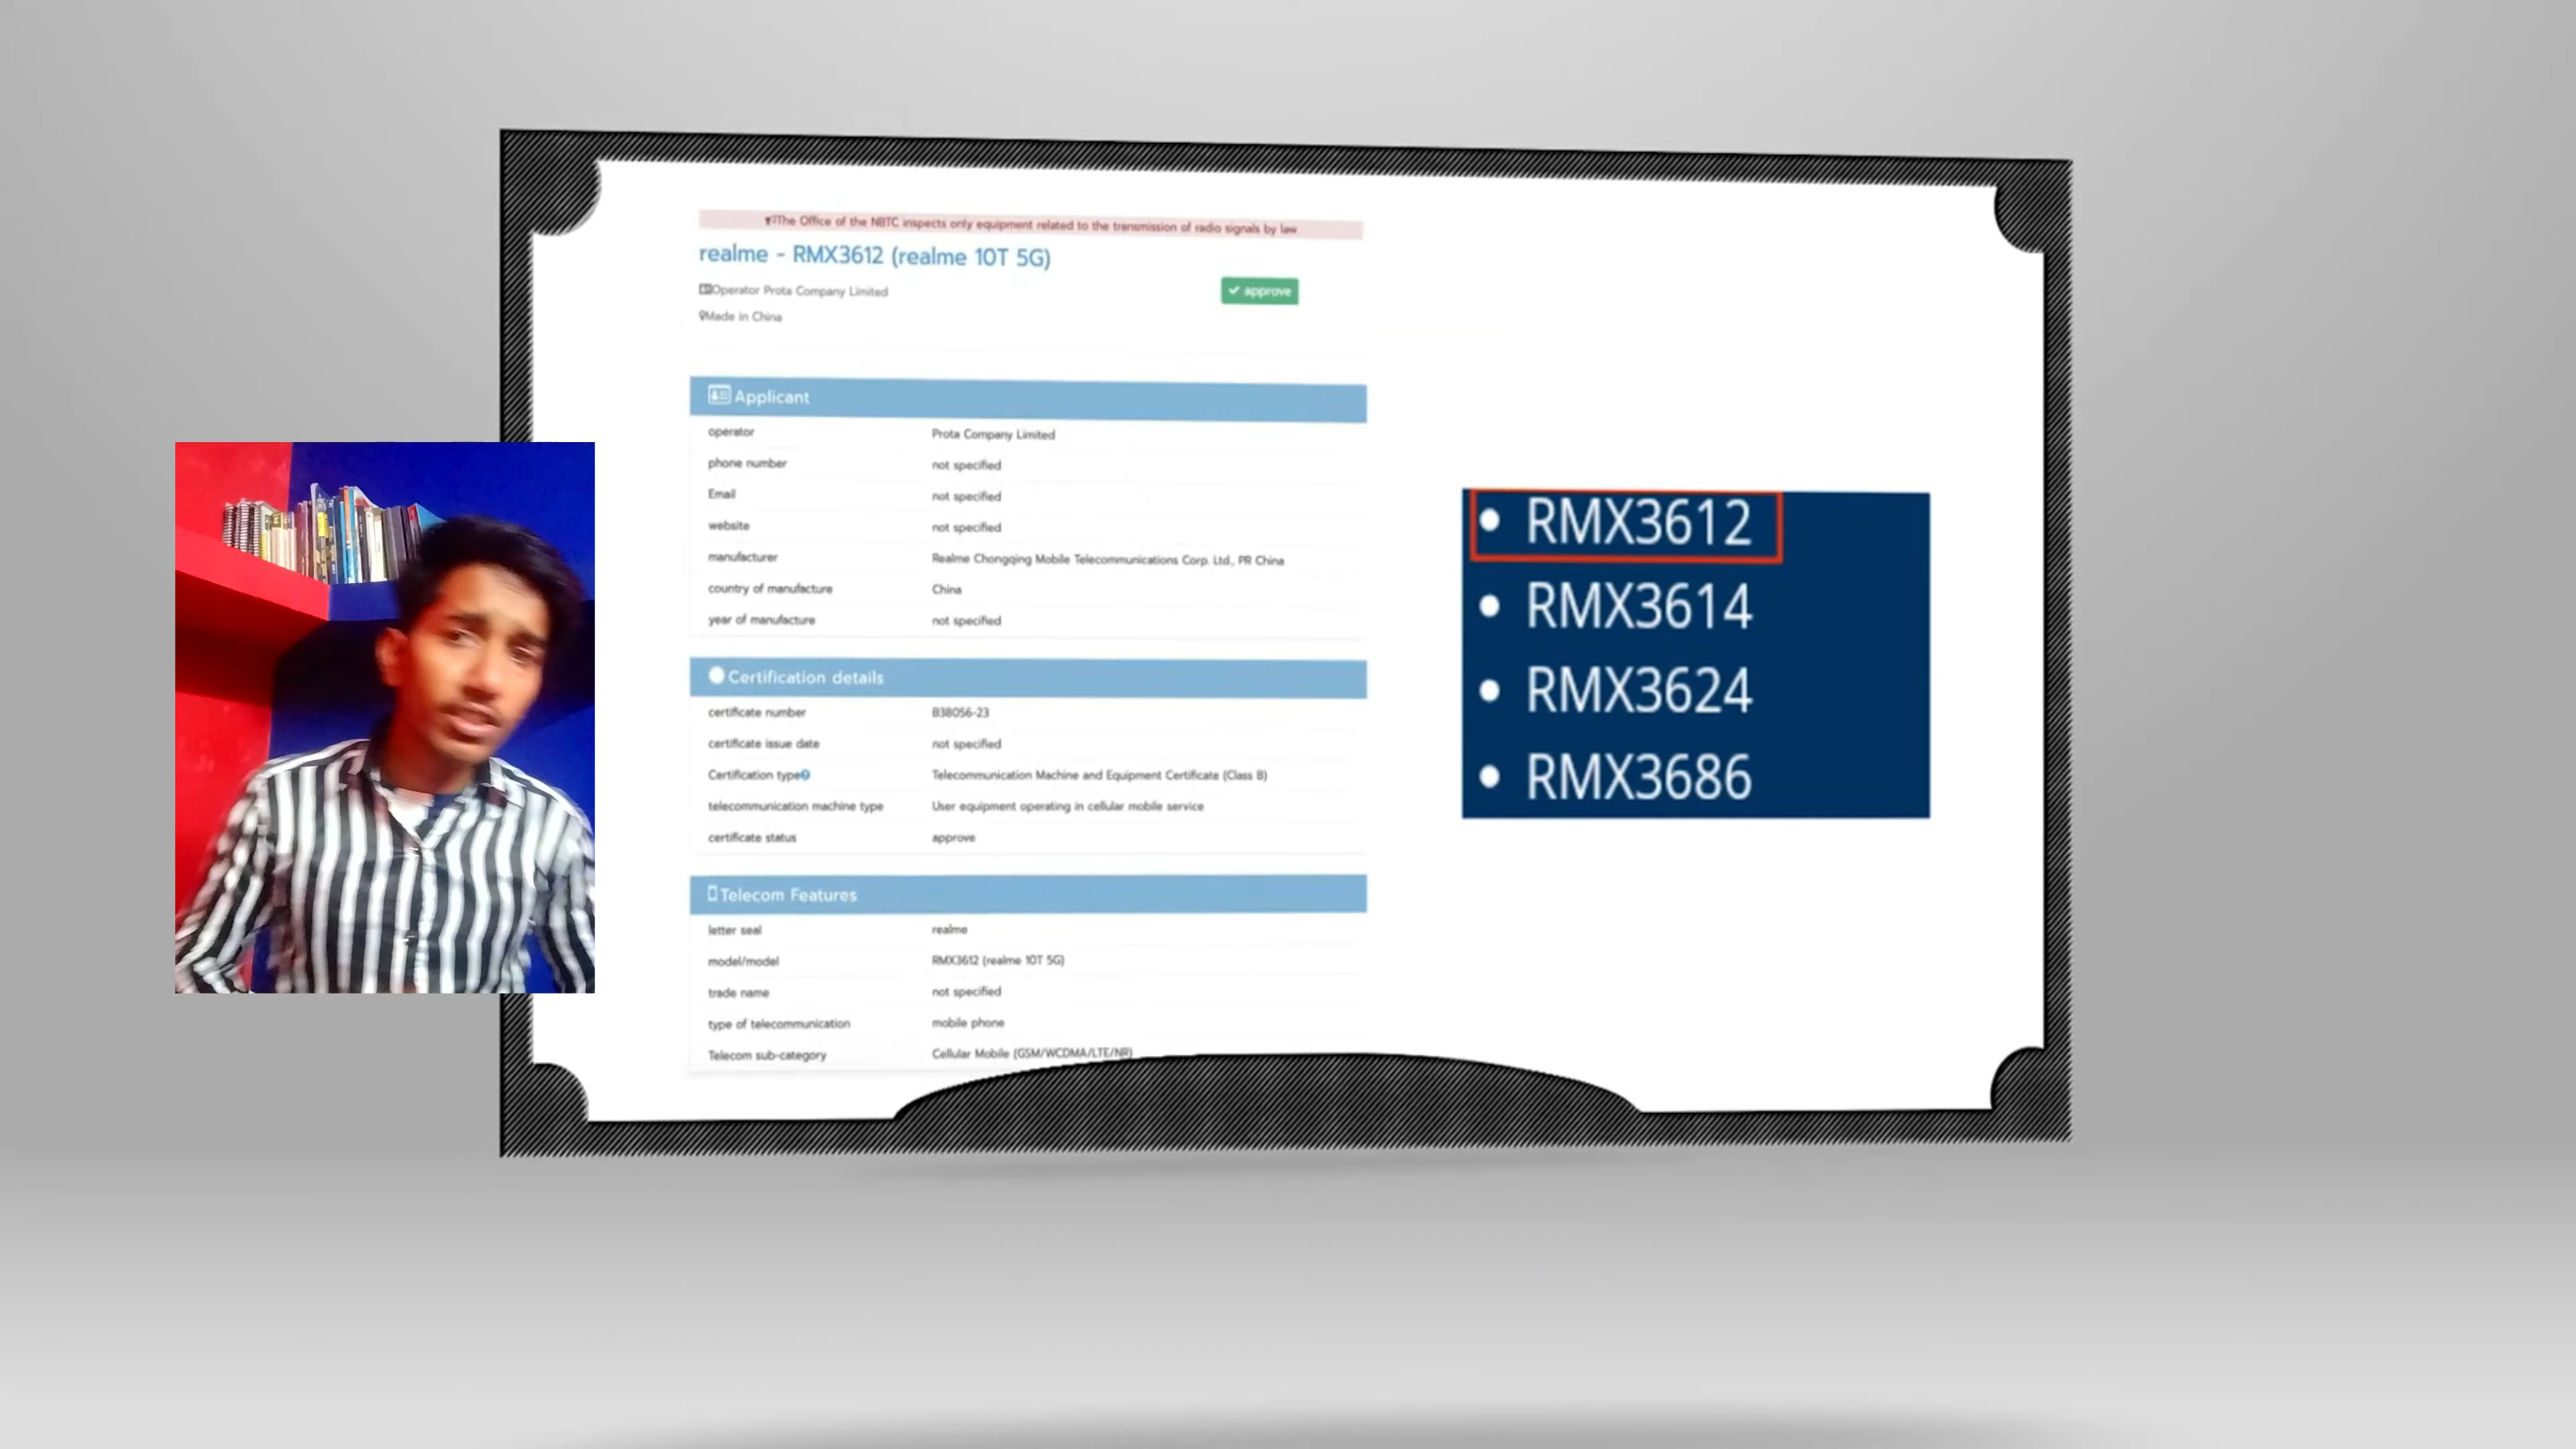 The Office of the NBTC inspects only equipment related to the transmission of radio signals by law
realme - RMX3612 (realme 10T 5G)
Operator Prota Company Limited
approve
Made in China
Applicant
operator Prota Company Limited
phone number not specified
Email not specified
website not specified
manufacturer Realme Chongqing Mobile Telecommunications Corp. Ltd., PR China
country of manufacture China
year of manufacture not specified
Certification details
certificate number B38056-23
certificate issue date not specified
Certification type Telecommunication Machine and Equipment Certificate (Class B)
telecommunication machine type User equipment operating in cellular mobile service
certificate status approve
Telecom Features
letter seal realme
model/model RMX3612 (realme 10T 5G)
trade name not specified
type of telecommunication mobile phone
Telecom sub-category Cellular Mobile (GSM/WCDMA/LTE/NR)
RMX3612
RMX3614
RMX3624
RMX3686